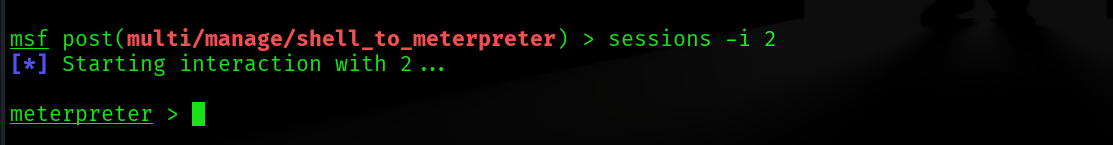 msf post(multi/manage/shell_to_meterpreter) > sessions -i 2
[*] Starting interaction with 2...
meterpreter >